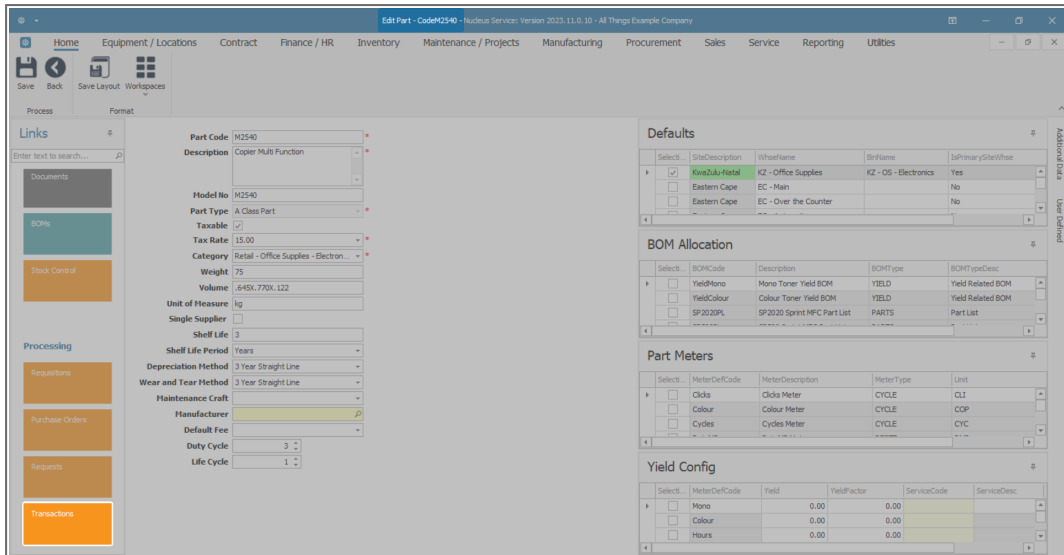 Edit Part - CodeM2540 - Nucleus Service: Version 2023.11.0.10 - All Things Example Company
Home Equipment / Locations Contract Finance / HR Inventory Maintenance / Projects Manufacturing Procurement Sales Service Reporting Utilities
Save Back Save Layout Workspaces
Process Format
Links
Enter text to search...
Documents
BOMs
Stock Control
Processing
Requisitions
Purchase Orders
Requests
Transactions
Part Code M2540 *
Description Copier Multi Function *
Model No M2540
Part Type A Class Part *
Taxable
Tax Rate 15.00 *
Category Retail - Office Supplies - Electron... *
Weight 75
Volume .645X.770X.122
Unit of Measure kg
Single Supplier
Shelf Life 3
Shelf Life Period Years
Depreciation Method 3 Year Straight Line
Wear and Tear Method 3 Year Straight Line
Maintenance Craft
Manufacturer
Default Fee
Duty Cycle 3
Life Cycle 1
Defaults
Selecti... SiteDescription WhseName BinName IsPrimarySiteWhse
KwaZulu-Natal KZ - Office Supplies KZ - OS - Electronics Yes
Eastern Cape EC - Main No
Eastern Cape EC - Over the Counter No
BOM Allocation
Selecti... BOMCode Description BOMType BOMTypeDesc
YieldMono Mono Toner Yield BOM YIELD Yield Related BOM
YieldColour Colour Toner Yield BOM YIELD Yield Related BOM
SP2020PL SP2020 Sprint MFC Part List PARTS Part List
Part Meters
Selecti... MeterDefCode MeterDescription MeterType Unit
Clicks Clicks Meter CYCLE CLI
Colour Colour Meter CYCLE COP
Cycles Cycles Meter CYCLE CYC
Yield Config
Selecti... MeterDefCode Yield YieldFactor ServiceCode ServiceDesc
Mono 0.00 0.00
Colour 0.00 0.00
Hours 0.00 0.00
Additional Data
User Defined